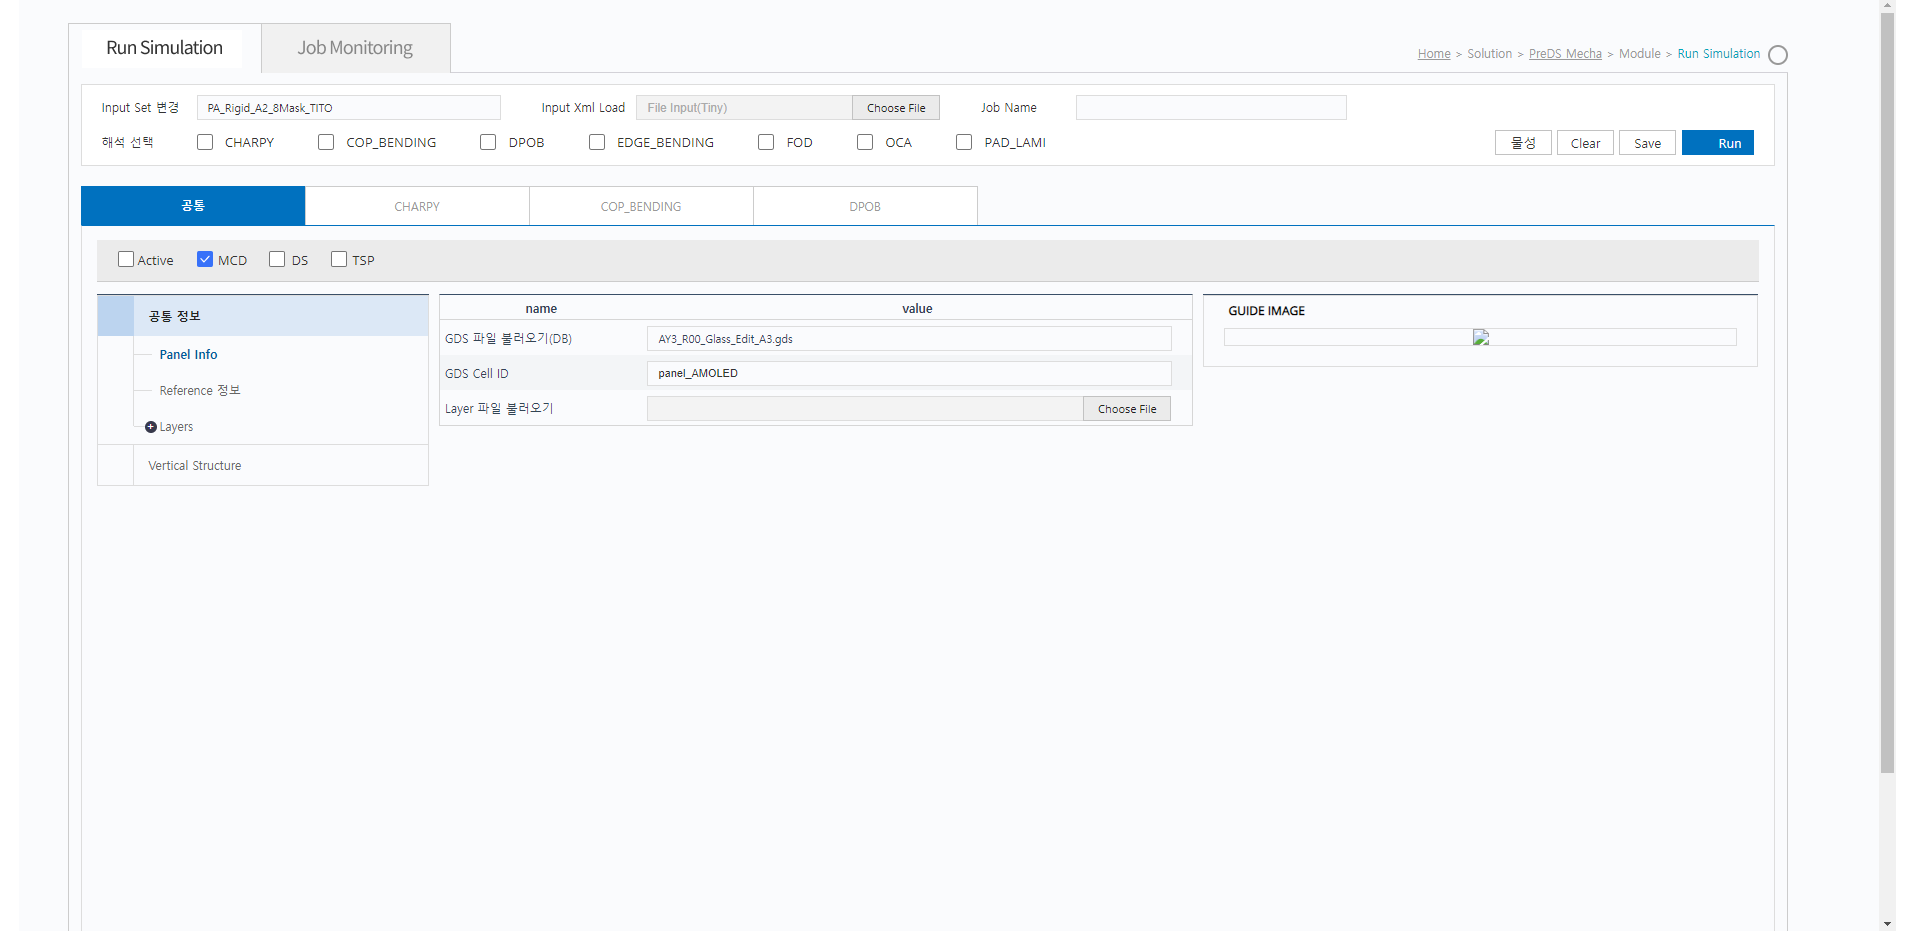 Run Simulation
Job Monitoring
Home > Solution > PreDS Mecha > Module > Run Simulation
Input Set 변경
PA_Rigid_A2_8Mask_TITO
Input Xml Load
File Input(Tiny)
Choose File
Job Name
해석 선택
CHARPY
COP_BENDING
DPOB
EDGE_BENDING
FOD
OCA
PAD_LAMI
물성
Clear
Save
Run
공통
CHARPY
COP_BENDING
DPOB
Active
MCD
DS
TSP
공통 정보
Panel Info
Reference 정보
Layers
Vertical Structure
name
value
GDS 파일 불러오기(DB)
AY3_R00_Glass_Edit_A3.gds
GDS Cell ID
panel_AMOLED
Layer 파일 불러오기
Choose File
GUIDE IMAGE